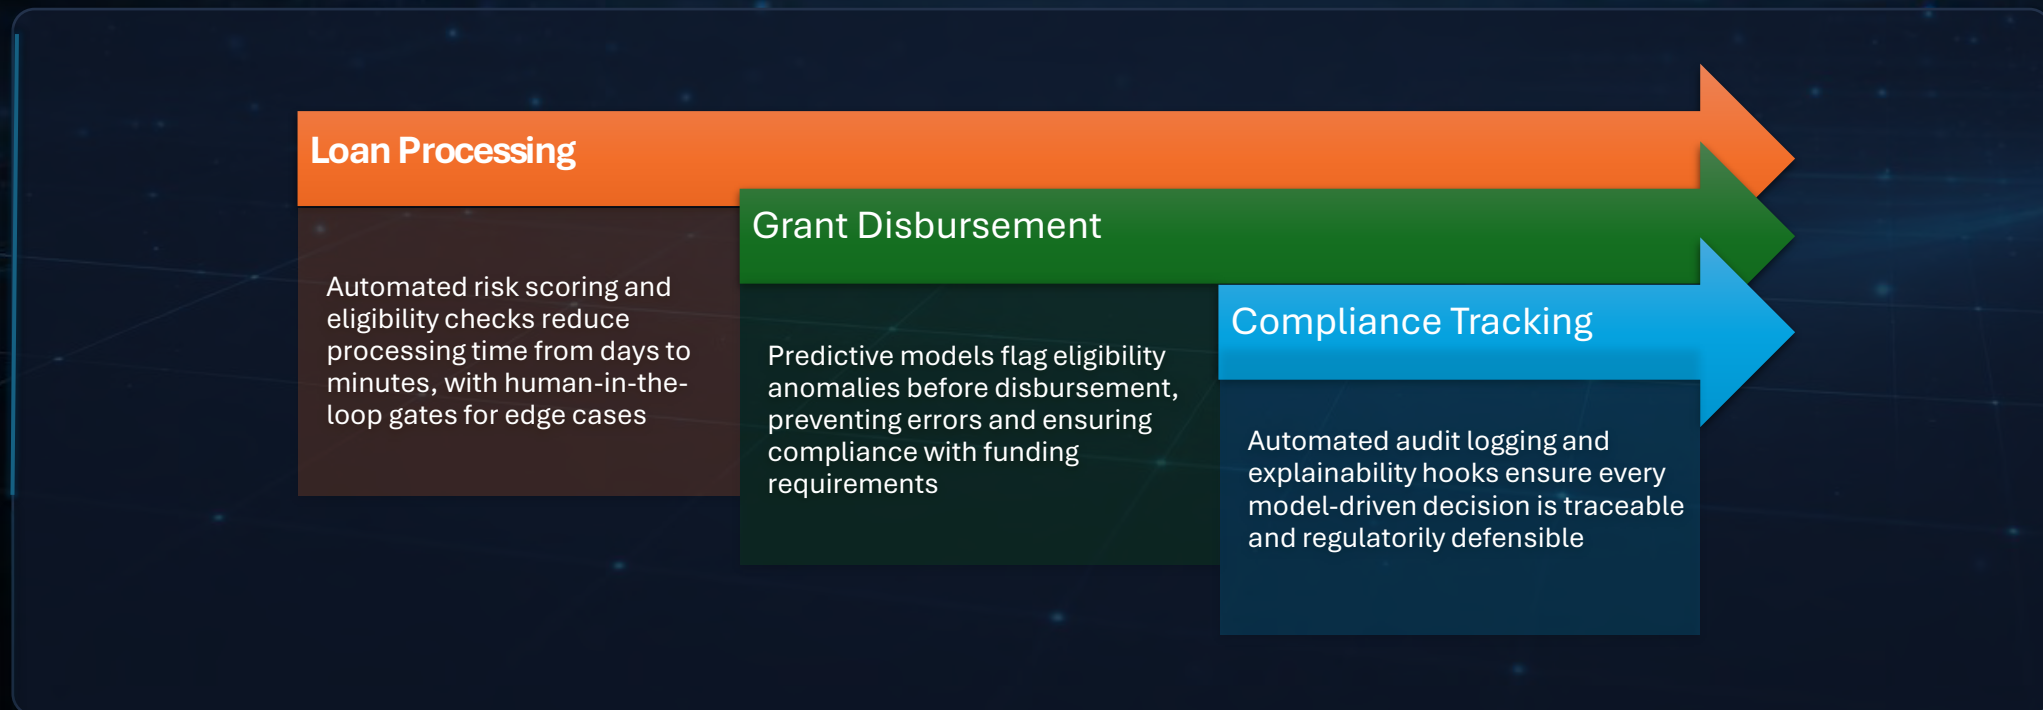 Loan Processing
Automated risk scoring and
eligibility checks reduce
processing time from days to
minutes, with human-in-the-
loop gates for edge cases
Grant Disbursement
Predictive models flag eligibility
anomalies before disbursement,
preventing errors and ensuring
compliance with funding
requirements
Compliance Tracking
Automated audit logging and
explainability hooks ensure every
model-driven decision is traceable
and regulatorily defensible